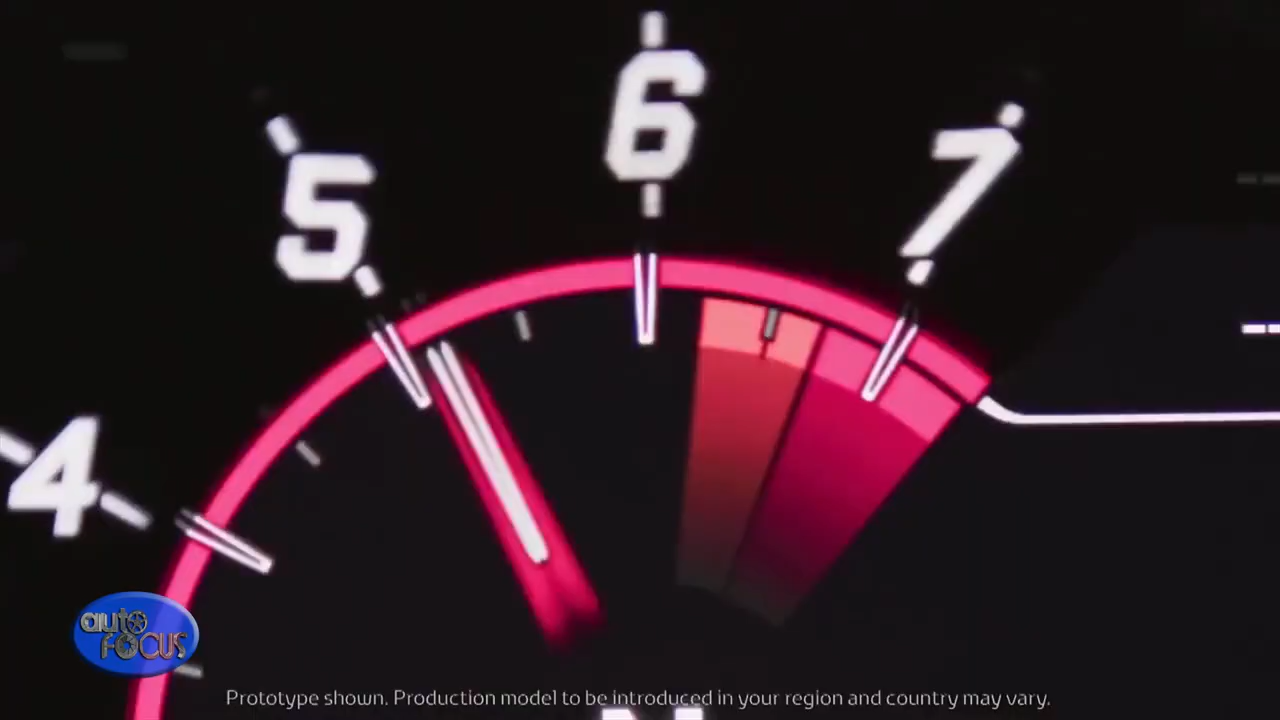 6
7
5
4
auto
FOCUS
Prototype shown. Production model to be introduced in your region and country may vary.